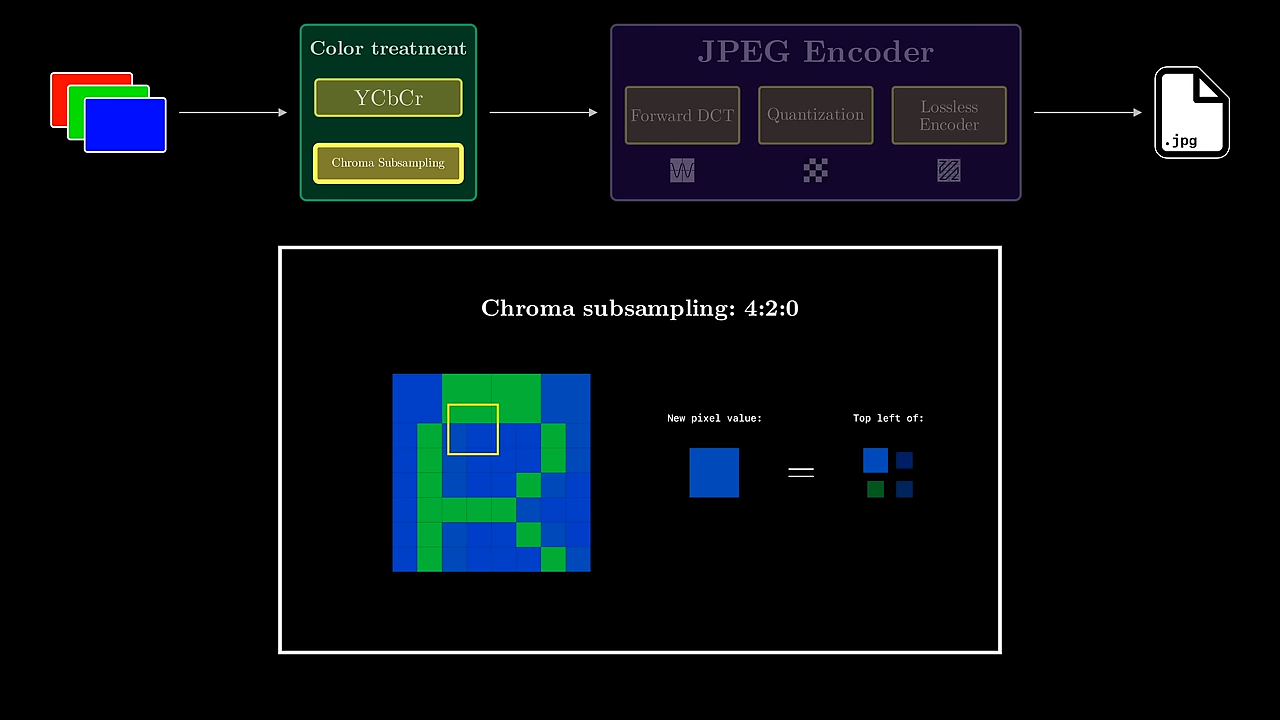 Color treatment
YCbCr
Chroma Subsampling
JPEG Encoder
Forward DCT
Quantization
Lossless
Encoder
.jpg
Chroma subsampling: 4:2:0
New pixel value:
Top left of:
=